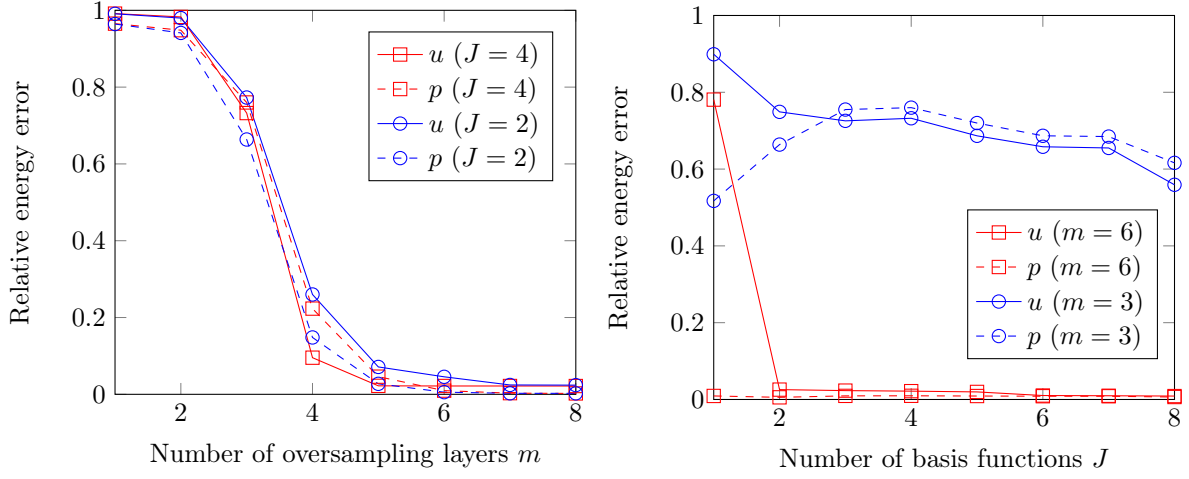 Relative energy error
1
0.8
0.6
0.4
0.2
0
2
4
6
8
Number of oversampling layers m
u (J = 4)
p (J = 4)
u (J = 2)
p (J = 2)
Relative energy error
1
0.8
0.6
0.4
0.2
0
2
4
6
8
Number of basis functions J
u (m = 6)
p (m = 6)
u (m = 3)
p (m = 3)